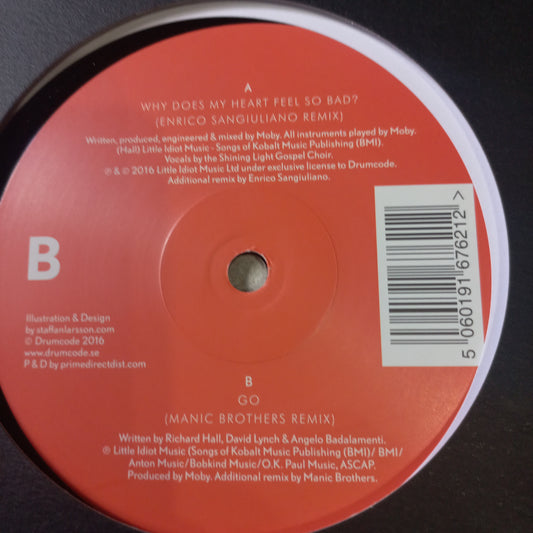 A
WHY DOES MY HEART FEEL SO BAD?
(ENRICO SANGIULIANO REMIX)
Written, produced, engineered & mixed by Moby. All instruments played by Moby.
(Hall) Little Idiot Music - Songs of Kobalt Music Publishing (BMI).
Vocals by the Shining Light Gospel Choir.
℗ & © 2016 Little Idiot Music Ltd under exclusive license to Drumcode.
Additional remix by Enrico Sangiuliano.
B
Illustration & Design
by staffanlarsson.com
© Drumcode 2016
www.drumcode.se
P & D by primedirectdist.com
5 060191 676212 >
B
GO
(MANIC BROTHERS REMIX)
Written by Richard Hall, David Lynch & Angelo Badalamenti.
℗ Little Idiot Music (Songs of Kobalt Music Publishing (BMI)/ BMI/
Anton Music/Bobkind Music/O.K. Paul Music, ASCAP.
Produced by Moby. Additional remix by Manic Brothers.